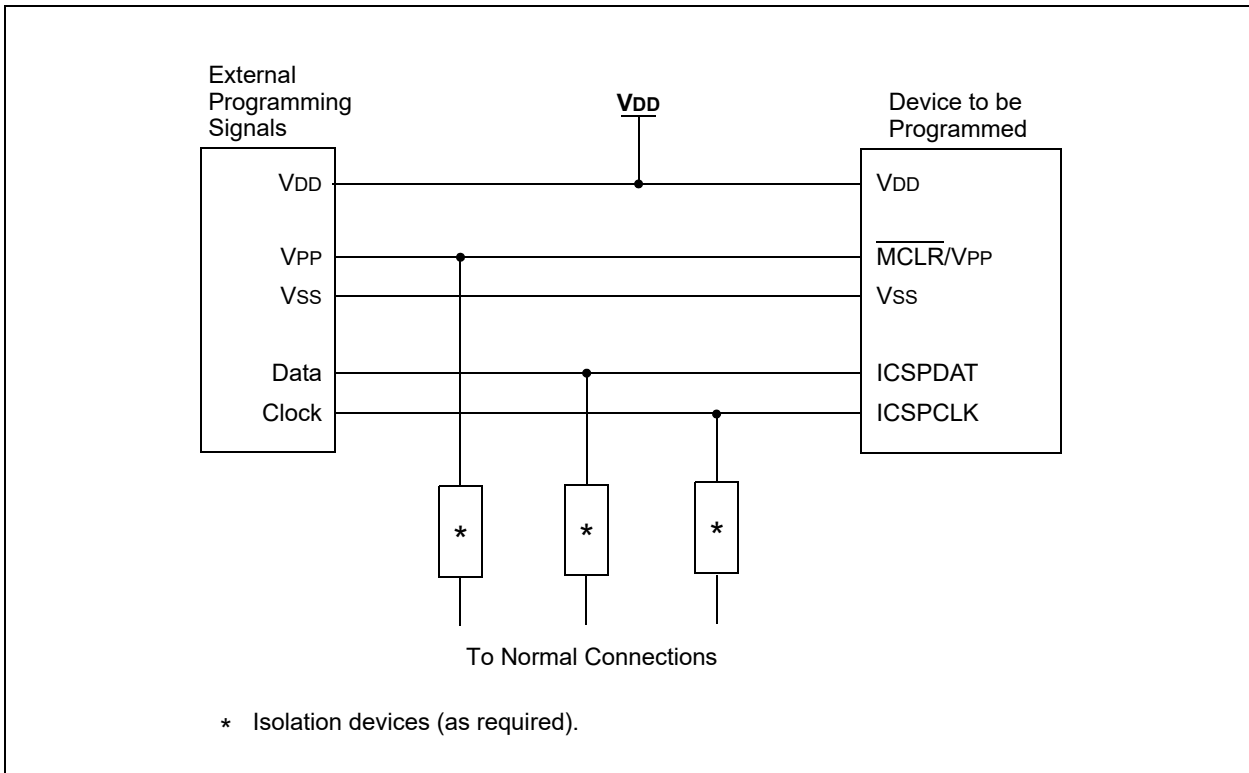 External
Programming
Signals
VDD
Device to be
Programmed
VDD
VPP
VSS
Data
Clock
VDD
MCLR/VPP
VSS
ICSPDAT
ICSPCLK
*
*
*
To Normal Connections
* Isolation devices (as required).